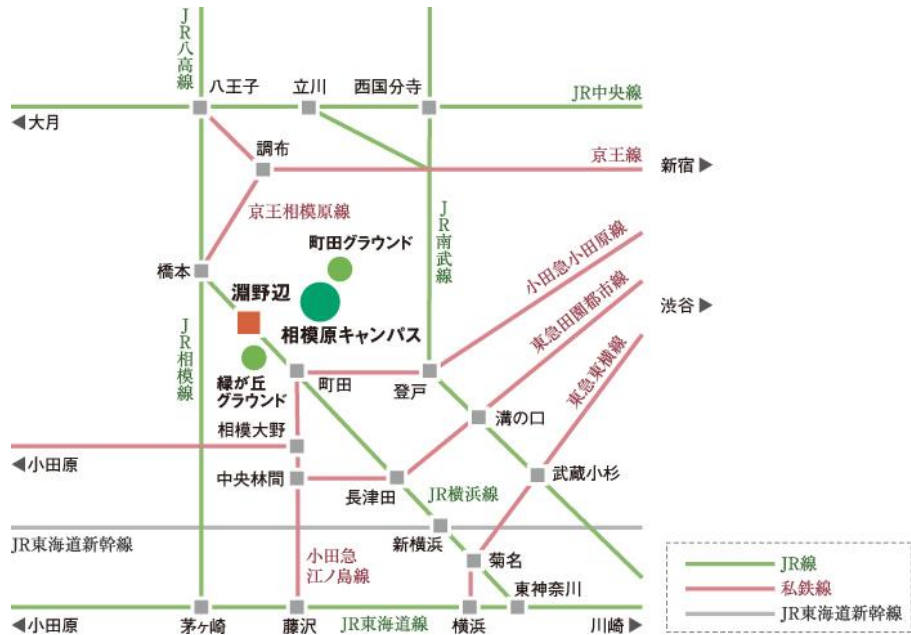 JR八高線
八王子
立川
西国分寺
JR中央線
◀大月
調布
京王線
新宿▶
京王相模原線
JR南武線
町田グラウンド
小田急小田原線
橋本
淵野辺
東急田園都市線
渋谷▶
相模原キャンパス
JR相模線
東急東横線
緑が丘
グラウンド
町田
登戸
溝の口
相模大野
◀小田原
中央林間
長津田
JR横浜線
武蔵小杉
JR東海道新幹線
新横浜
小田急
江ノ島線
菊名
東神奈川
◀小田原
茅ヶ崎
藤沢
JR東海道線
横浜
川崎▶
JR線
私鉄線
JR東海道新幹線